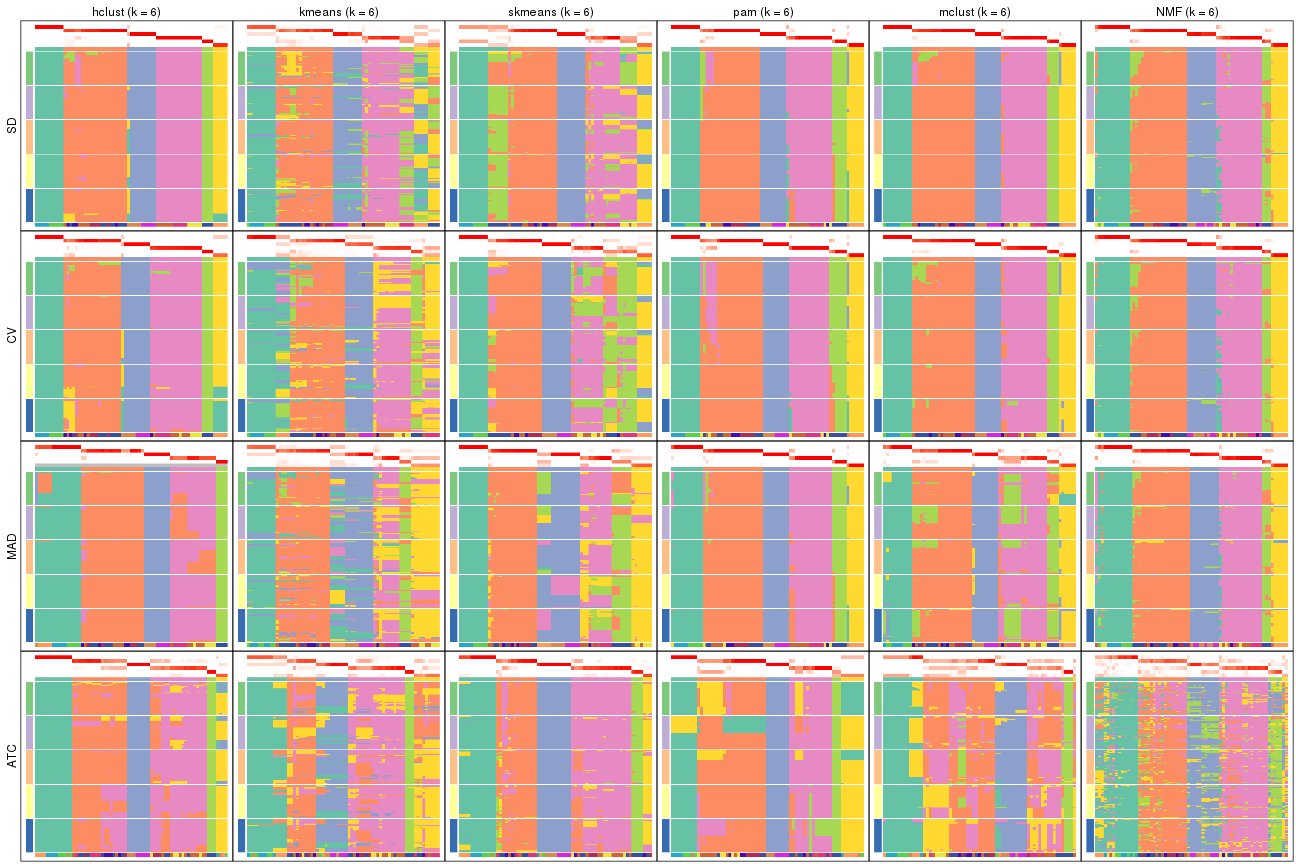 hclust (k = 6)
kmeans (k = 6)
skmeans (k = 6)
pam (k = 6)
mclust (k = 6)
NMF (k = 6)
SD
CV
MAD
ATC